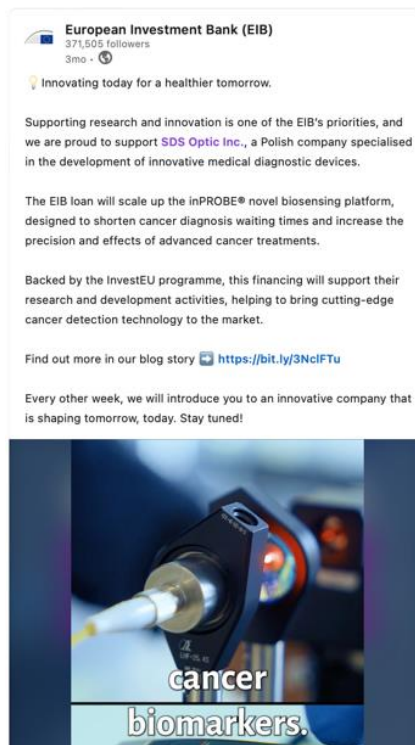 European Investment Bank (EIB)
371,505 followers
3mo •
💡 Innovating today for a healthier tomorrow.
Supporting research and innovation is one of the EIB's priorities, and
we are proud to support SDS Optic Inc., a Polish company specialised
in the development of innovative medical diagnostic devices.
The EIB loan will scale up the inPROBE® novel biosensing platform,
designed to shorten cancer diagnosis waiting times and increase the
precision and effects of advanced cancer treatments.
Backed by the InvestEU programme, this financing will support their
research and development activities, helping to bring cutting-edge
cancer detection technology to the market.
Find out more in our blog story ➡️ https://bit.ly/3NclFTu
Every other week, we will introduce you to an innovative company that
is shaping tomorrow, today. Stay tuned!
cancer
biomarkers.